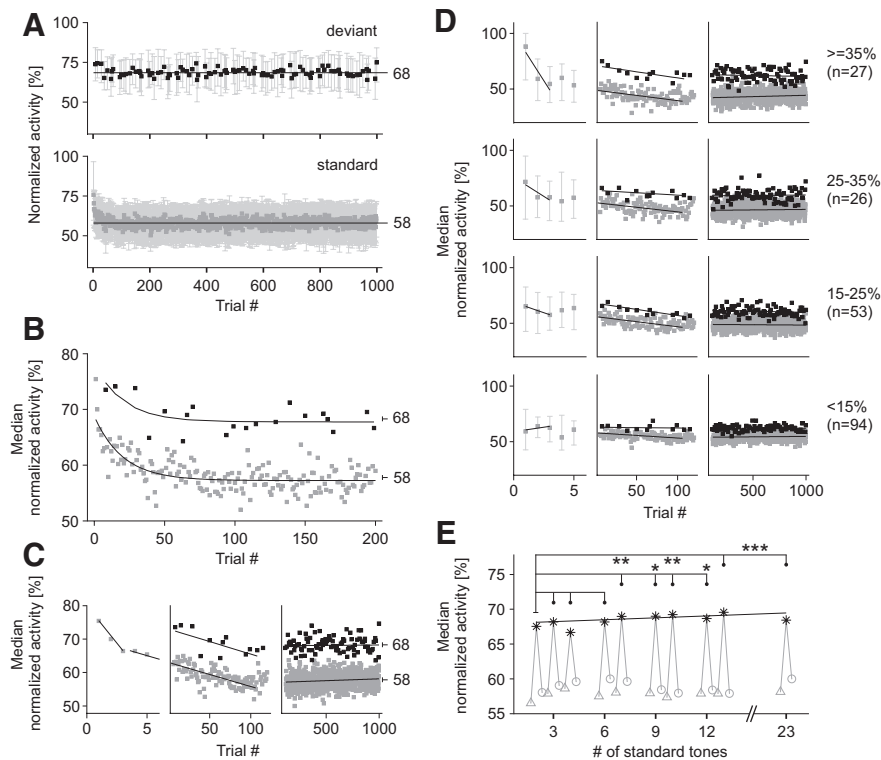 A
deviant
100
75
50
68
Normalized activity [%]
standard
100
75
50
58
0 200 400 600 800 1000
Trial #
B
80
70
60
50
68
58
Median
normalized activity [%]
0 50 100 150 200
Trial #
C
80
70
60
50
68
58
Median
normalized activity [%]
0 5 50 100 500 1000
Trial #
D
100
50
>=35%
(n=27)
100
50
25-35%
(n=26)
Median
normalized activity [%]
100
50
15-25%
(n=53)
100
50
<15%
(n=94)
0 5 50 100 500 1000
Trial #
E
** * ** * ***
75
70
65
60
55
Median
normalized activity [%]
3 6 9 12 23
# of standard tones